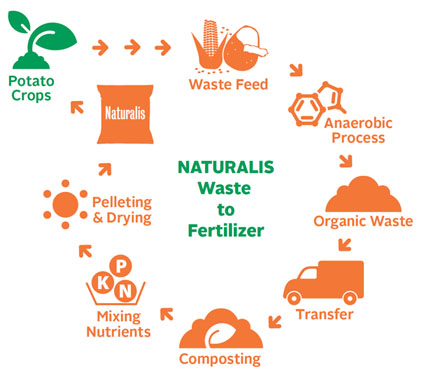 Potato
Crops
Waste Feed
Anaerobic
Process
Organic Waste
Transfer
Composting
Mixing
Nutrients
K
P
N
Pelleting
& Drying
Naturalis
NATURALIS
Waste
to
Fertilizer